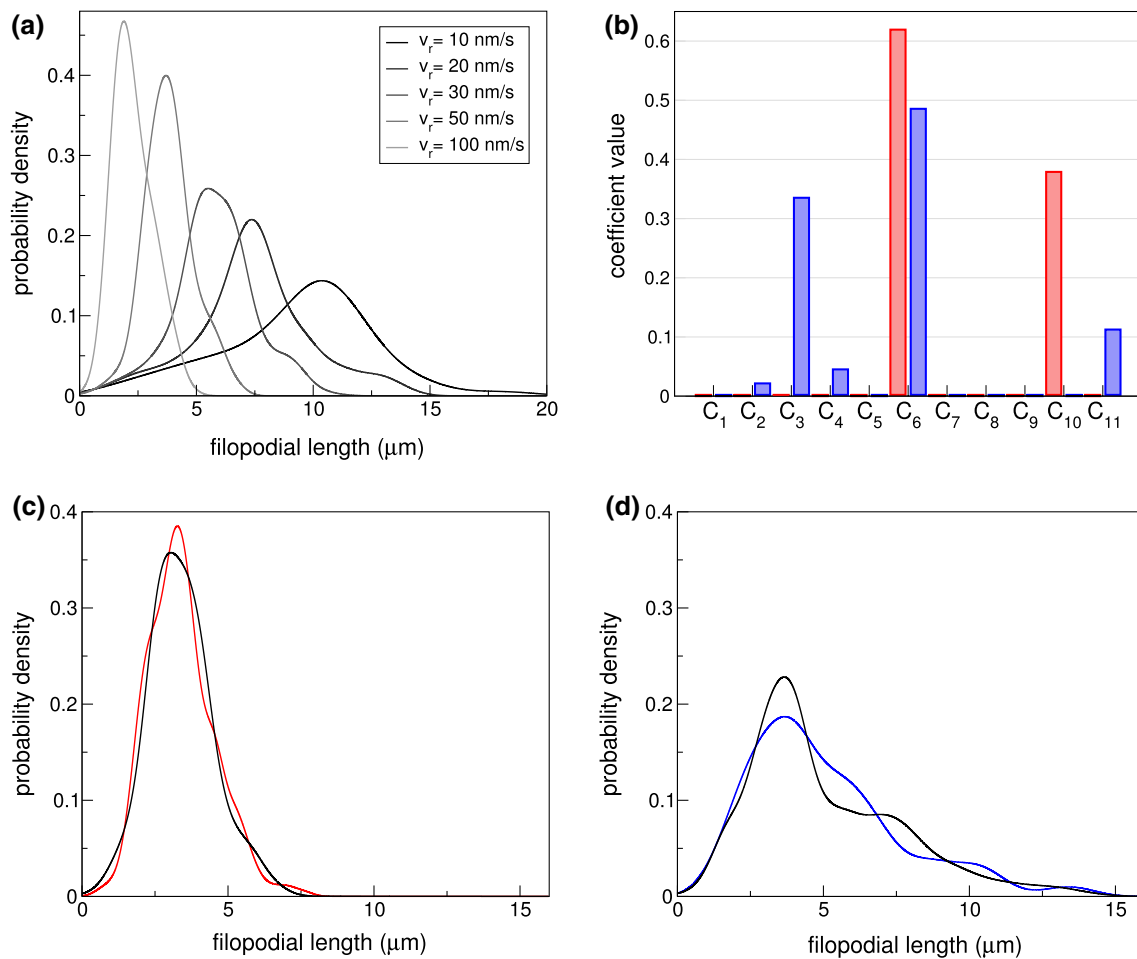 (a)
probability density
0.4
0.3
0.2
0.1
0
0 5 10 15 20
filopodial length (μm)
v_r= 10 nm/s
v_r= 20 nm/s
v_r= 30 nm/s
v_r= 50 nm/s
v_r= 100 nm/s
(b)
coefficient value
0.6
0.5
0.4
0.3
0.2
0.1
0
C_1 C_2 C_3 C_4 C_5 C_6 C_7 C_8 C_9 C_10 C_11
(c)
probability density
0.4
0.3
0.2
0.1
0
0 5 10 15
filopodial length (μm)
(d)
probability density
0.4
0.3
0.2
0.1
0
0 5 10 15
filopodial length (μm)